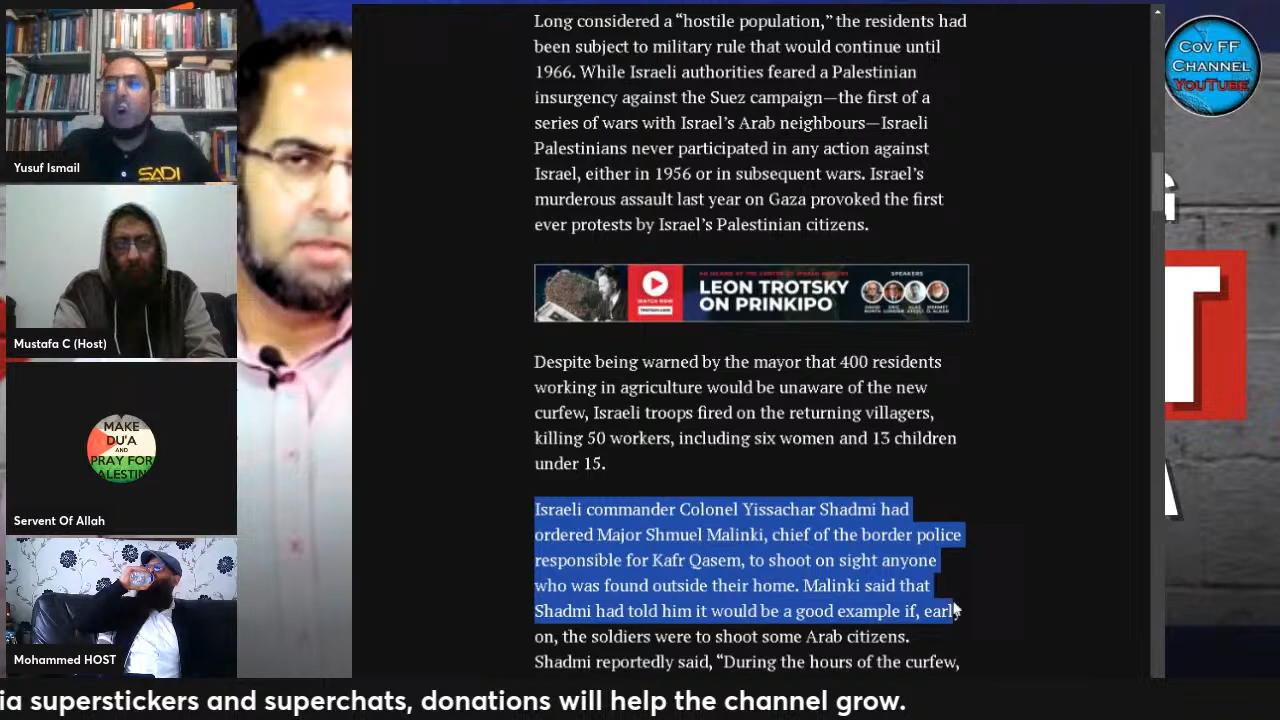 Yusuf Ismail
SADI
Mustafa C (Host)
MAKE
DU'A
AND
PRAY FOR
ALESTIN
Servent Of Allah
Mohammed HOST
Long considered a “hostile population,” the residents had
been subject to military rule that would continue until
1966. While Israeli authorities feared a Palestinian
insurgency against the Suez campaign—the first of a
series of wars with Israel’s Arab neighbours—Israeli
Palestinians never participated in any action against
Israel, either in 1956 or in subsequent wars. Israel’s
murderous assault last year on Gaza provoked the first
ever protests by Israel’s Palestinian citizens.
LEON TROTSKY
ON PRINKIPO
SPEAKERS
WATCH NOW
Despite being warned by the mayor that 400 residents
working in agriculture would be unaware of the new
curfew, Israeli troops fired on the returning villagers,
killing 50 workers, including six women and 13 children
under 15.
Israeli commander Colonel Yissachar Shadmi had
ordered Major Shmuel Malinki, chief of the border police
responsible for Kafr Qasem, to shoot on sight anyone
who was found outside their home. Malinki said that
Shadmi had told him it would be a good example if, early
on, the soldiers were to shoot some Arab citizens.
Shadmi reportedly said, “During the hours of the curfew,
Cov FF
Channel
YouTube
ia superstickers and superchats, donations will help the channel grow.